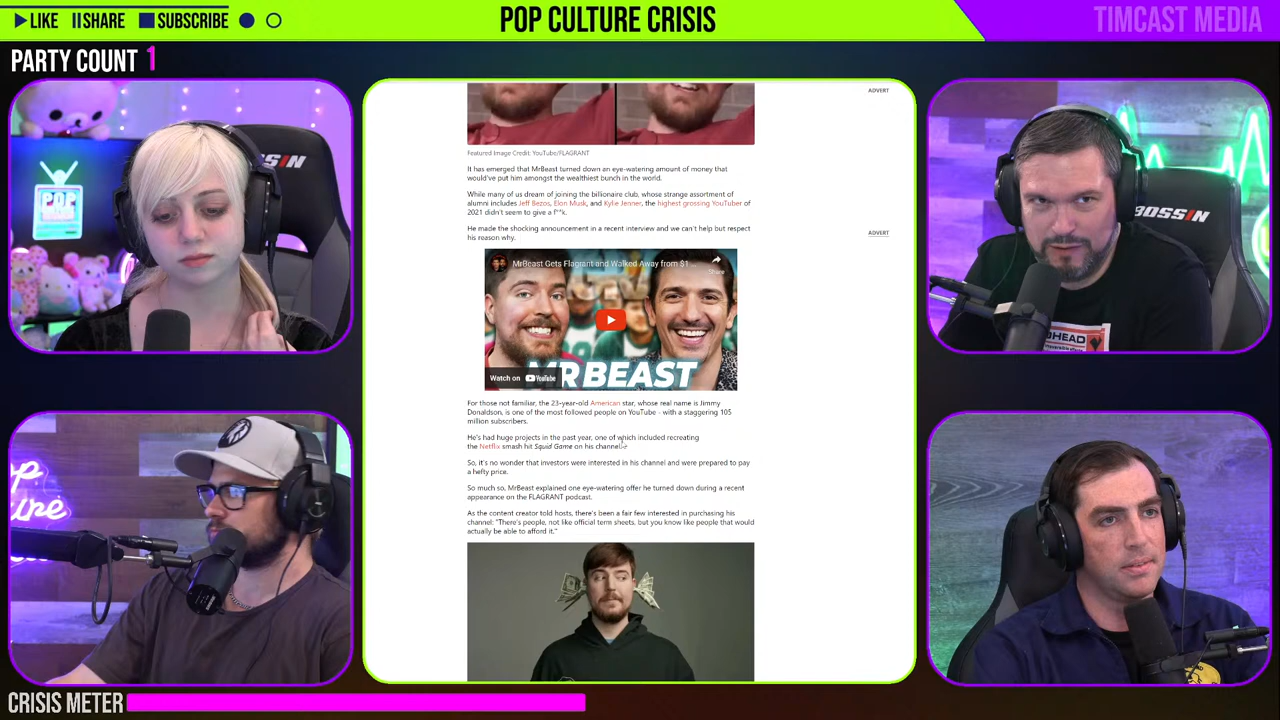 LIKE SHARE SUBSCRIBE
POP CULTURE CRISIS
TIMCAST MEDIA
PARTY COUNT 1
ADVERT
Featured Image Credit: YouTube/FLAGRANT
It has emerged that MrBeast turned down an eye-watering amount of money that
would've put him amongst the wealthiest bunch in the world.
While many of us dream of joining the billionaire club, whose strange assortment of
alumni includes Jeff Bezos, Elon Musk, and Kylie Jenner, the highest grossing YouTuber of
2021 didn't seem to give a f**k.
He made the shocking announcement in a recent interview and we can't help but respect
his reason why.
ADVERT
MrBeast Gets Flagrant and Walked Away from $1 ...
Share
MRBEAST
Watch on YouTube
For those not familiar, the 23-year-old American star, whose real name is Jimmy
Donaldson, is one of the most followed people on YouTube - with a staggering 105
million subscribers.
He's had huge projects in the past year, one of which included recreating
the Netflix smash hit Squid Game on his channel.
So, it's no wonder that investors were interested in his channel and were prepared to pay
a hefty price.
So much so, MrBeast explained one eye-watering offer he turned down during a recent
appearance on the FLAGRANT podcast.
As the content creator told hosts, there's been a fair few interested in purchasing his
channel: "There's people, not like official term sheets, but you know like people that would
actually be able to afford it."
POP
BOSSIN
CRISIS METER